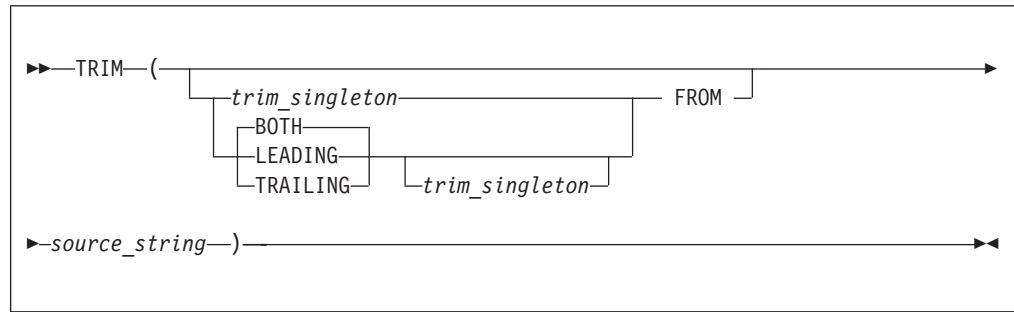 TRIM (
trim_singleton FROM
BOTH
LEADING
TRAILING trim_singleton
source_string )